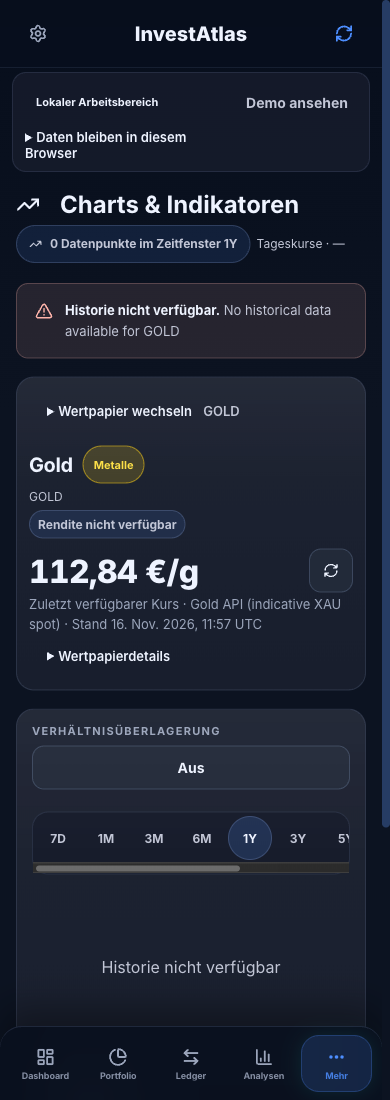 InvestAtlas
Lokaler Arbeitsbereich
Demo ansehen
Daten bleiben in diesem
Browser
Charts & Indikatoren
0 Datenpunkte im Zeitfenster 1Y
Tageskurse · —
Historie nicht verfügbar. No historical data
available for GOLD
Wertpapier wechseln GOLD
Gold
Metalle
GOLD
Rendite nicht verfügbar
112,84 €/g
Zuletzt verfügbarer Kurs · Gold API (indicative XAU
spot) · Stand 16. Nov. 2026, 11:57 UTC
Wertpapierdetails
VERHÄLTNISÜBERLAGERUNG
Aus
7D 1M 3M 6M 1Y 3Y 5Y
Historie nicht verfügbar
Dashboard Portfolio Ledger Analysen Mehr